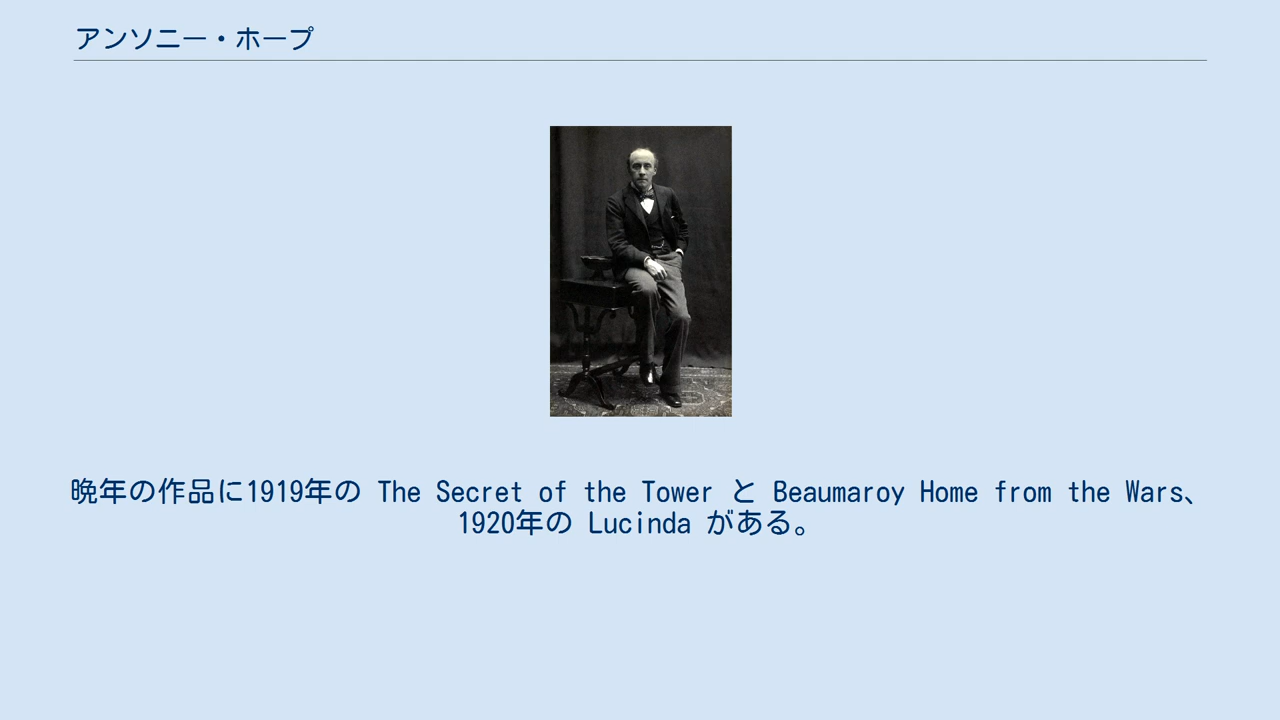 アンソニー・ホープ
晩年の作品に1919年の The Secret of the Tower と Beaumaroy Home from the Wars、
1920年の Lucinda がある。